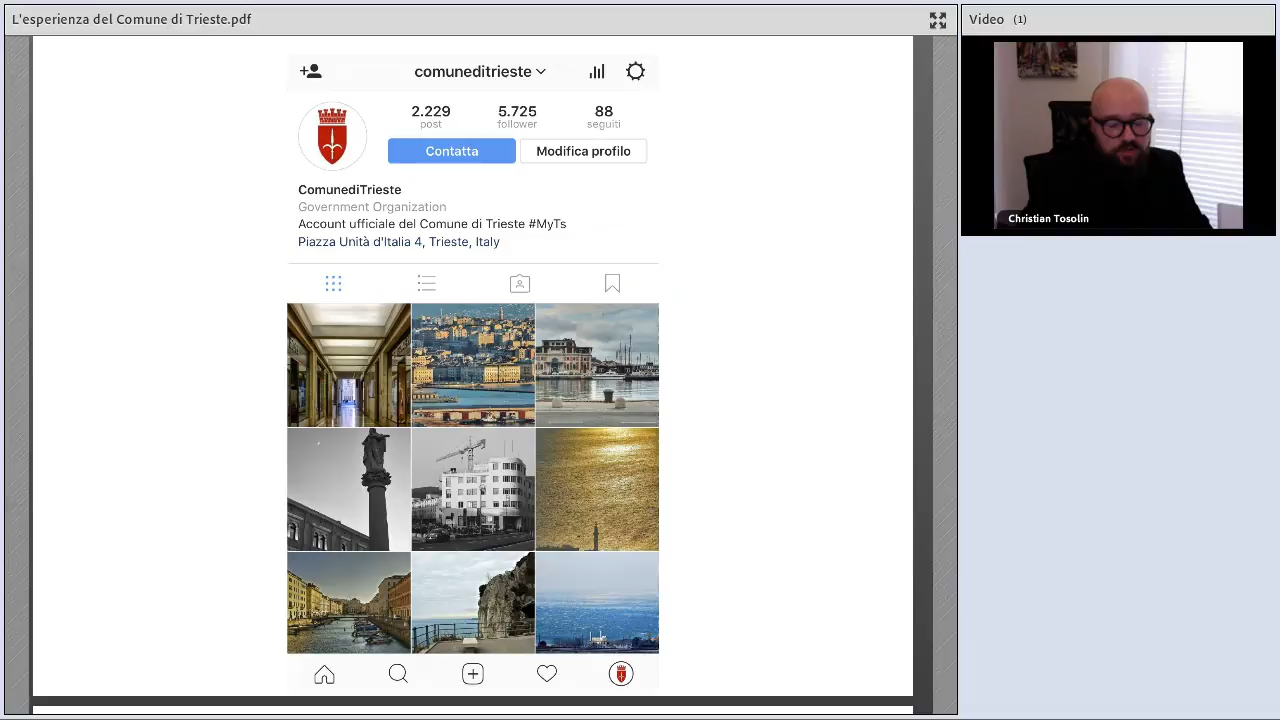 L'esperienza del Comune di Trieste.pdf
Video (1)
comuneditrieste
2.229
5.725
88
post
follower
seguiti
Contatta
Modifica profilo
ComunediTrieste
Government Organization
Account ufficiale del Comune di Trieste #MyTs
Piazza Unità d'Italia 4, Trieste, Italy
Christian Tosolin